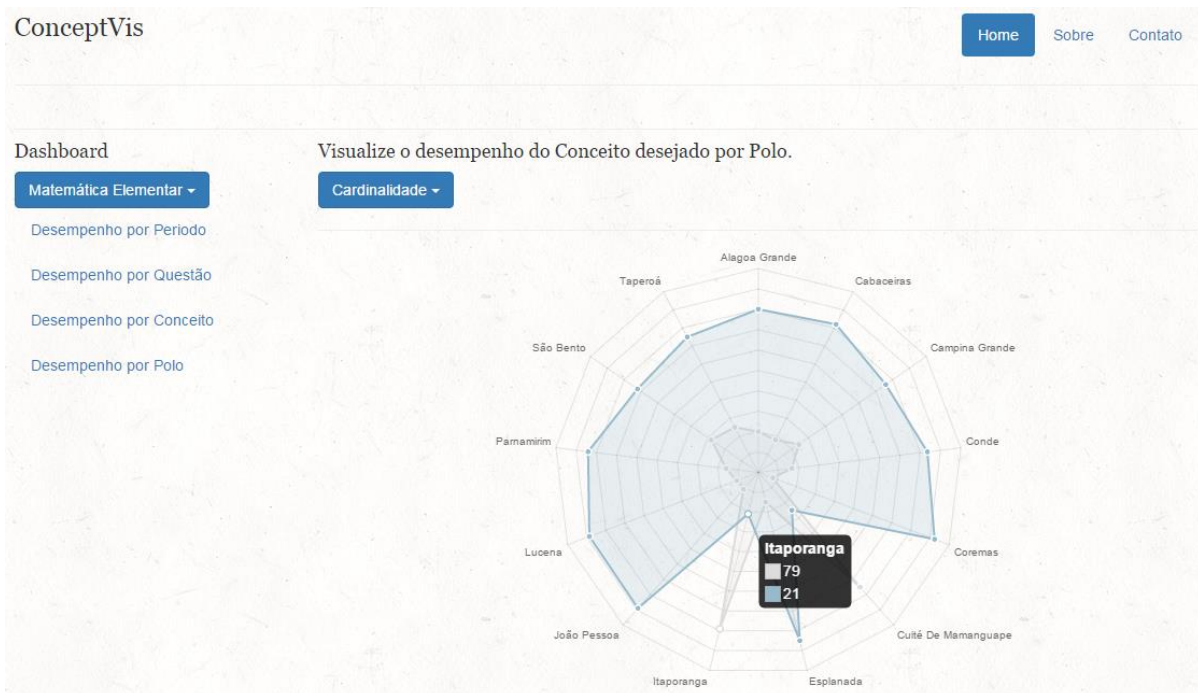 ConceptVis
Home Sobre Contato
Dashboard
Visualize o desempenho do Conceito desejado por Polo.
Matemática Elementar
Cardinalidade
Desempenho por Periodo
Desempenho por Questão
Desempenho por Conceito
Desempenho por Polo
Alagoa Grande
Taperoá
Cabaceiras
São Bento
Campina Grande
Parnamirim
Conde
Lucena
Coremas
Itaporanga
79
21
João Pessoa
Cuité De Mamanguape
Itaporanga
Esplanada